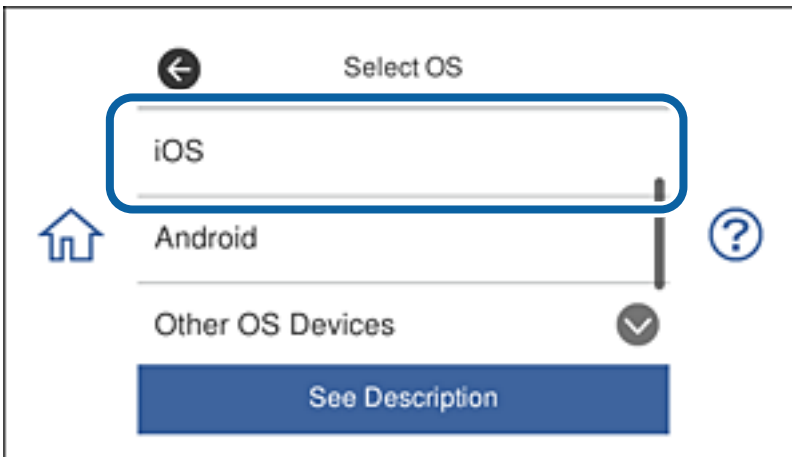 Select OS
iOS
Android
Other OS Devices
See Description
?